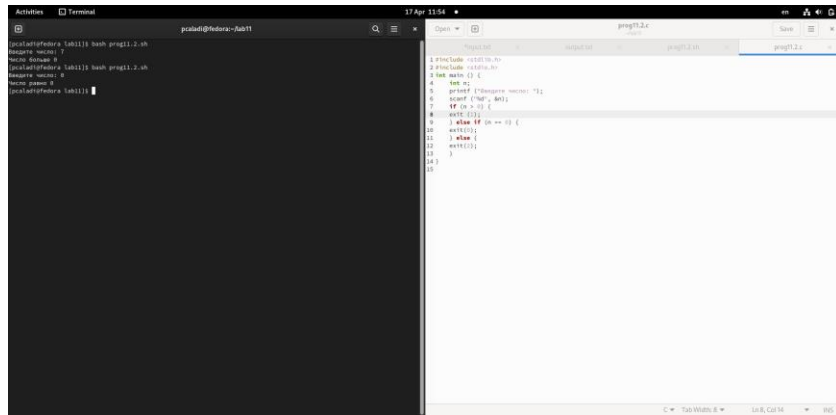 Activities Terminal 17 Apr 11:54 en
pcaladi@fedora:~/lab11
[pcaladi@fedora lab11]$ bash prog11.2.sh
Введите число: 7
Число больше 0
[pcaladi@fedora lab11]$ bash prog11.2.sh
Введите число: 0
Число равно 0
[pcaladi@fedora lab11]$
Open prog11.2.c Save
~/lab11
*input.txt output.txt prog11.2.sh prog11.2.c
1 #include <stdlib.h>
2 #include <stdio.h>
3 int main () {
4 int n;
5 printf ("Введите число: ");
6 scanf ("%d", &n);
7 if (n > 0) {
8 exit (1);
9 } else if (n == 0) {
10 exit(0);
11 } else {
12 exit(2);
13 }
14 }
15
C Tab Width: 8 Ln 8, Col 14 INS